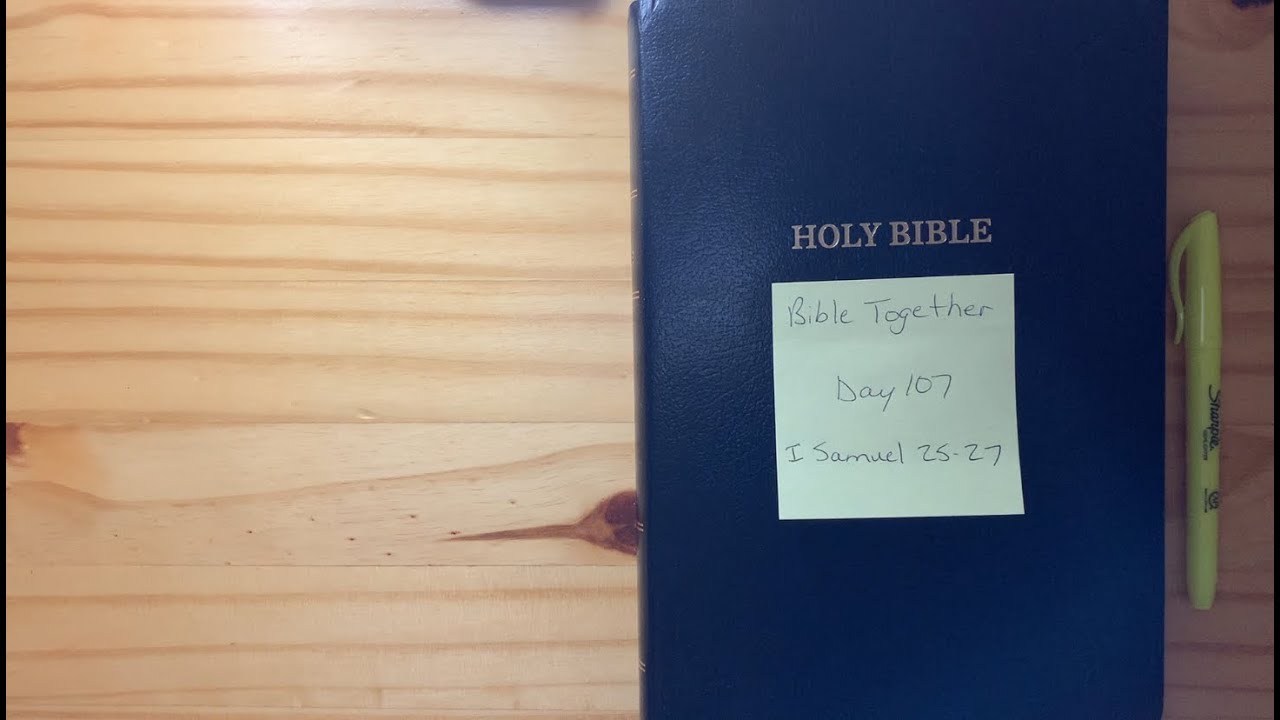 HOLY BIBLE
Bible Together
Day 107
I Samuel 25-27
Sharpie